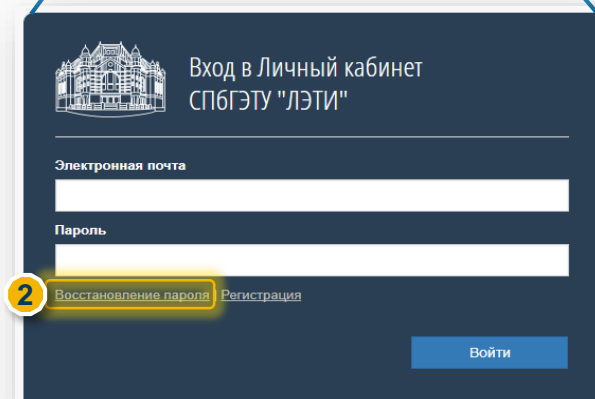 Вход в Личный кабинет
СПбГЭТУ "ЛЭТИ"
Электронная почта
Пароль
2 Восстановление пароля | Регистрация
Войти